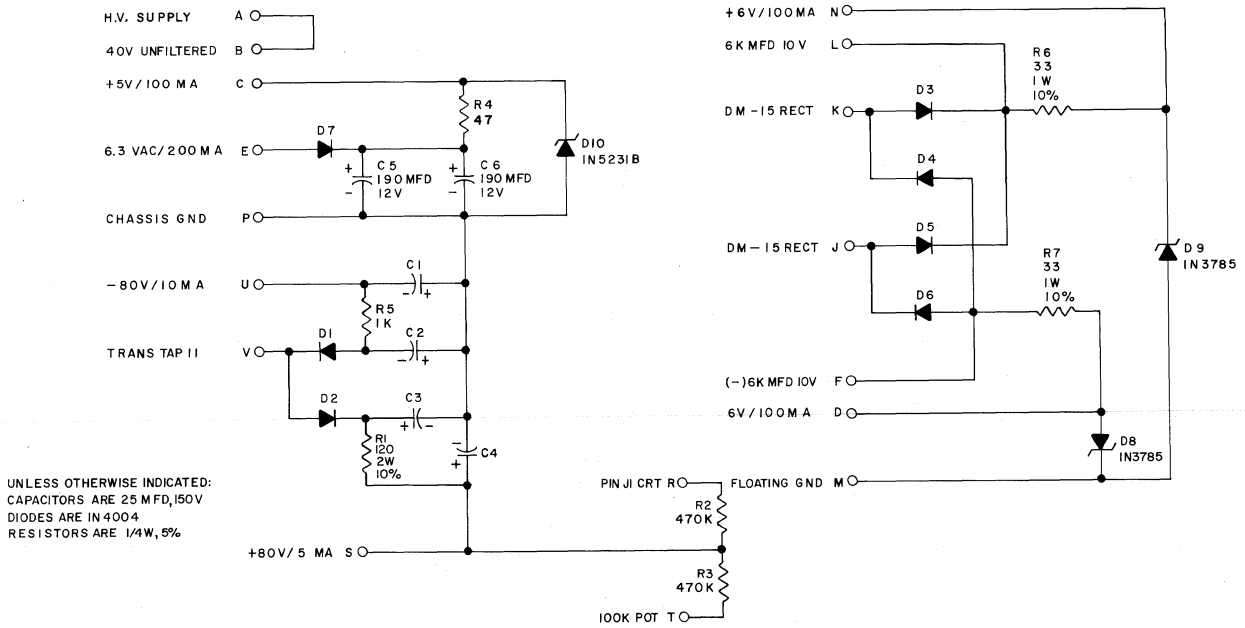 H.V. SUPPLY A
40V UNFILTERED B
+5V/100 MA C
R4
47
D7
6.3 VAC/200MA E
+
C5
190 MFD
12V
-
+
C6
190 MFD
12V
-
D10
IN5231B
CHASSIS GND P
-80V/10MA U
C1
- +
R5
1K
D1
C2
- +
TRANS TAP 11 V
D2
C3
+ -
R1
120
2W
10%
-
+
C4
UNLESS OTHERWISE INDICATED:
CAPACITORS ARE 25 MFD, 150V
DIODES ARE IN 4004
RESISTORS ARE 1/4W, 5%
+80V/5 MA S
PIN J1 CRT R
R2
470K
R3
470K
100K POT T
+6V/100MA N
6K MFD 10V L
R6
33
1W
10%
D3
DM-15 RECT K
D4
D5
DM-15 RECT J
D6
R7
33
1W
10%
D9
IN3785
(-)6K MFD 10V F
6V/100MA D
D8
IN3785
FLOATING GND M